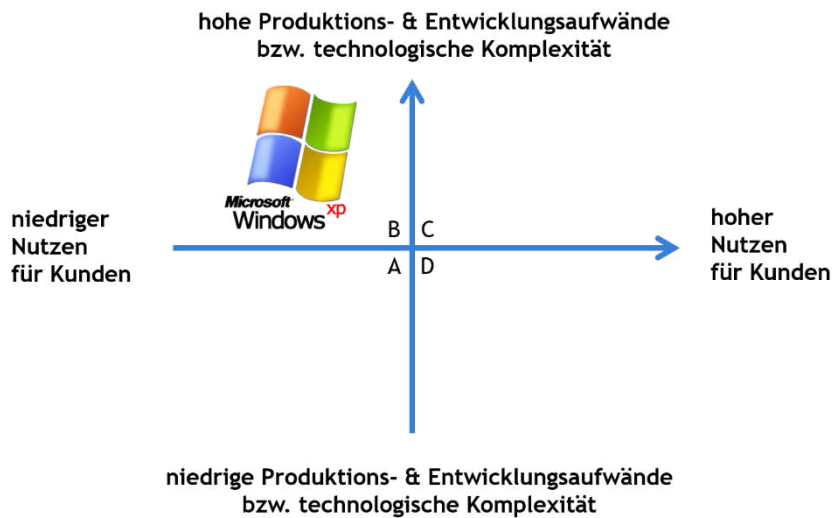 hohe Produktions- & Entwicklungsaufwände
bzw. technologische Komplexität
Microsoft
Windows xp
niedriger
Nutzen
für Kunden
B C
A D
hoher
Nutzen
für Kunden
niedrige Produktions- & Entwicklungsaufwände
bzw. technologische Komplexität